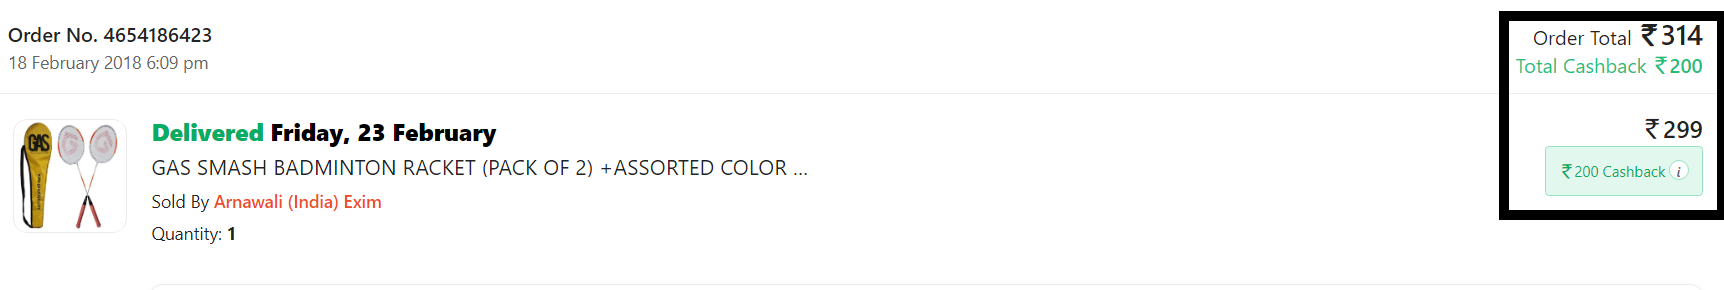 Order No. 4654186423
18 February 2018 6:09 pm
Order Total ₹314
Total Cashback ₹200
GAS
Delivered Friday, 23 February
GAS SMASH BADMINTON RACKET (PACK OF 2) +ASSORTED COLOR ...
Sold By Arnawali (India) Exim
Quantity: 1
₹299
₹200 Cashback i